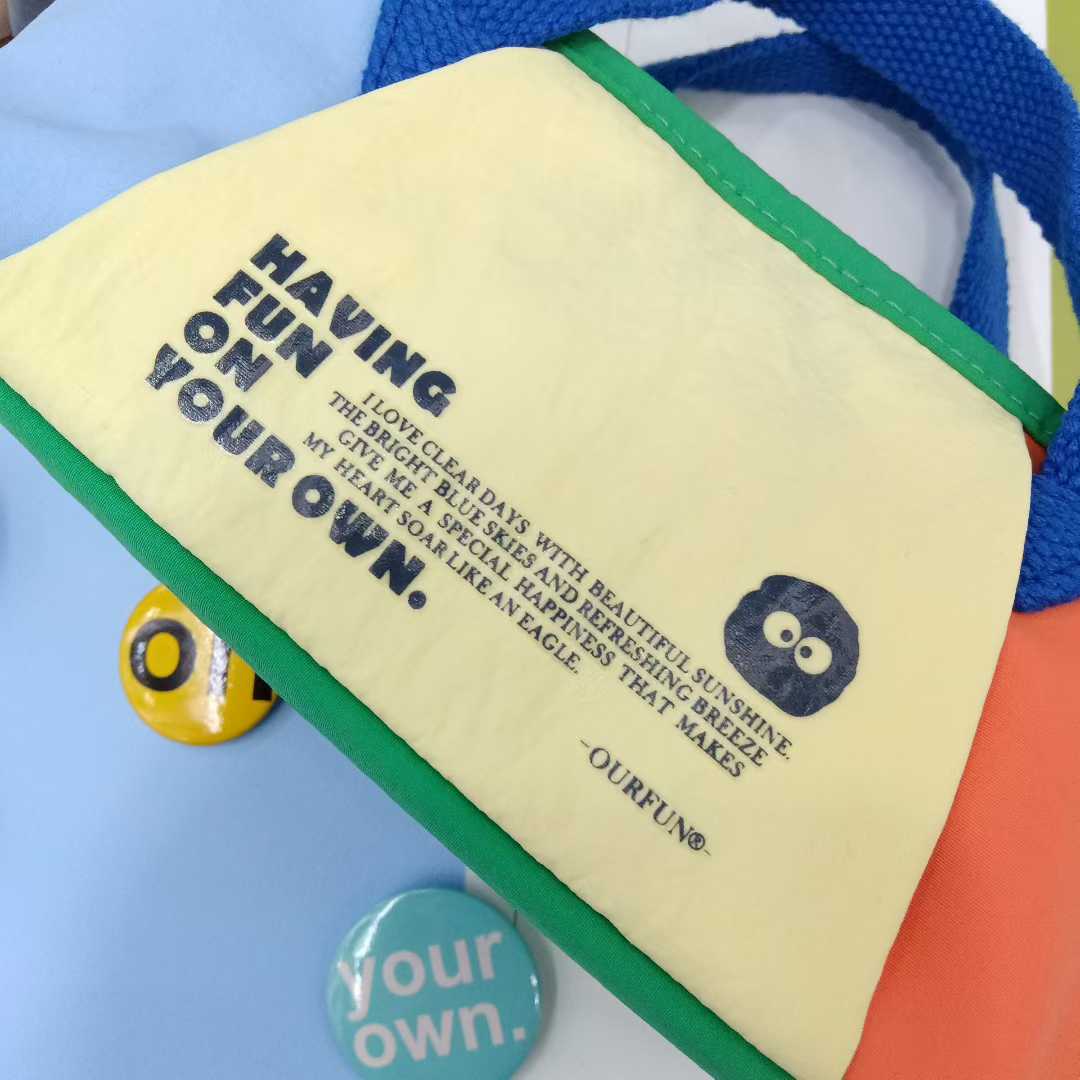 HAVING
FUN
ON
YOUR OWN.
I LOVE CLEAR DAYS WITH BEAUTIFUL SUNSHINE.
THE BRIGHT BLUE SKIES AND REFRESHING BREEZE
GIVE ME A SPECIAL HAPPINESS THAT MAKES
MY HEART SOAR LIKE AN EAGLE.
-OURFUN®-
your
own.